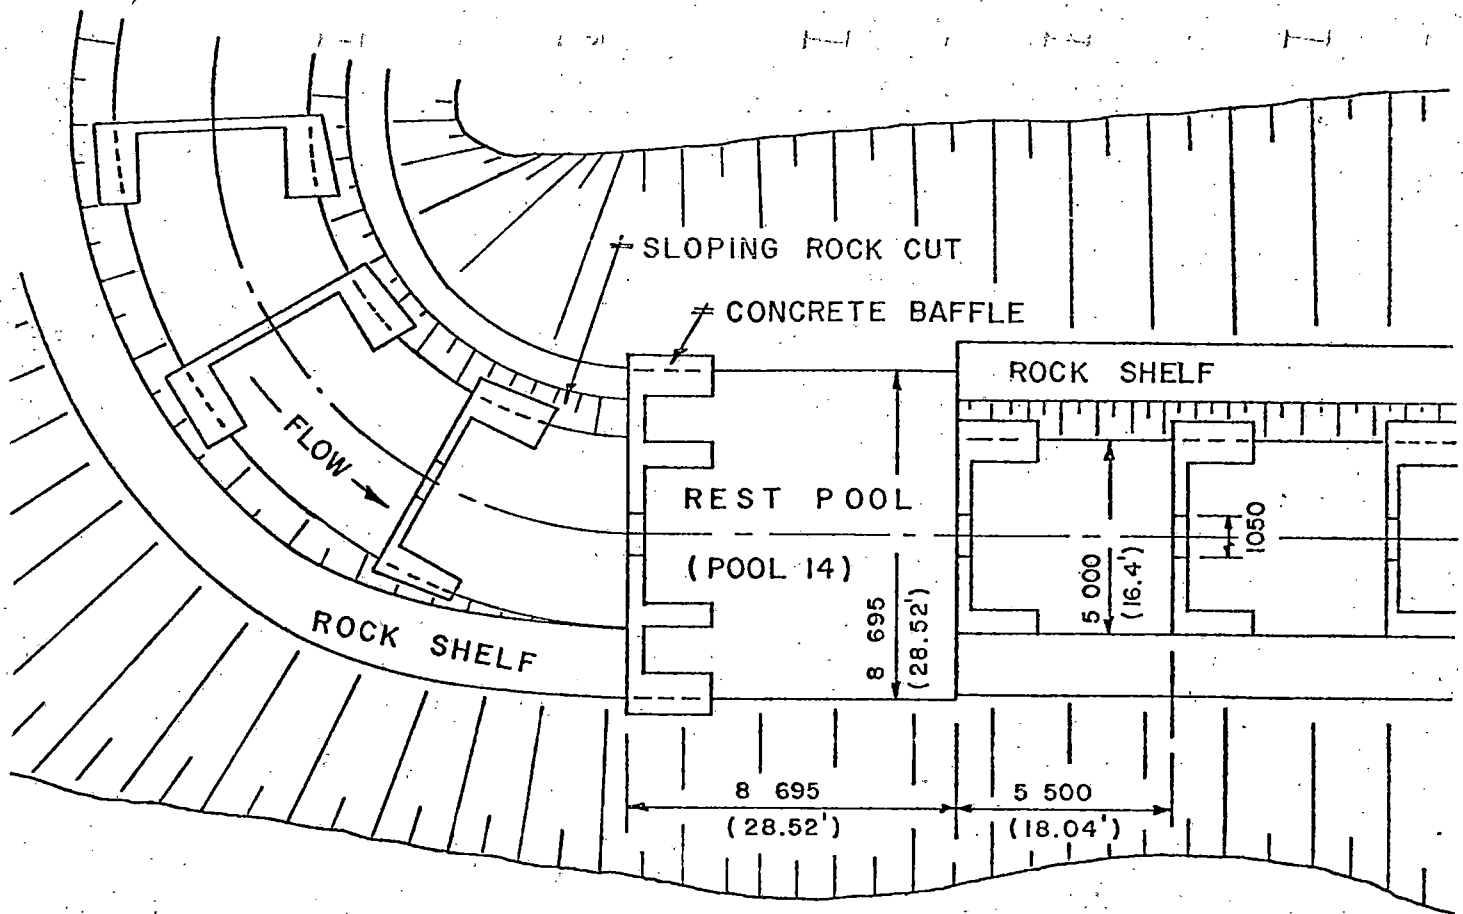 SLOPING ROCK CUT
CONCRETE BAFFLE
ROCK SHELF
FLOW
REST POOL
(POOL 14)
8 695
(28.52')
5 000
(16.4')
1050
ROCK SHELF
8 695
(28.52')
5 500
(18.04')